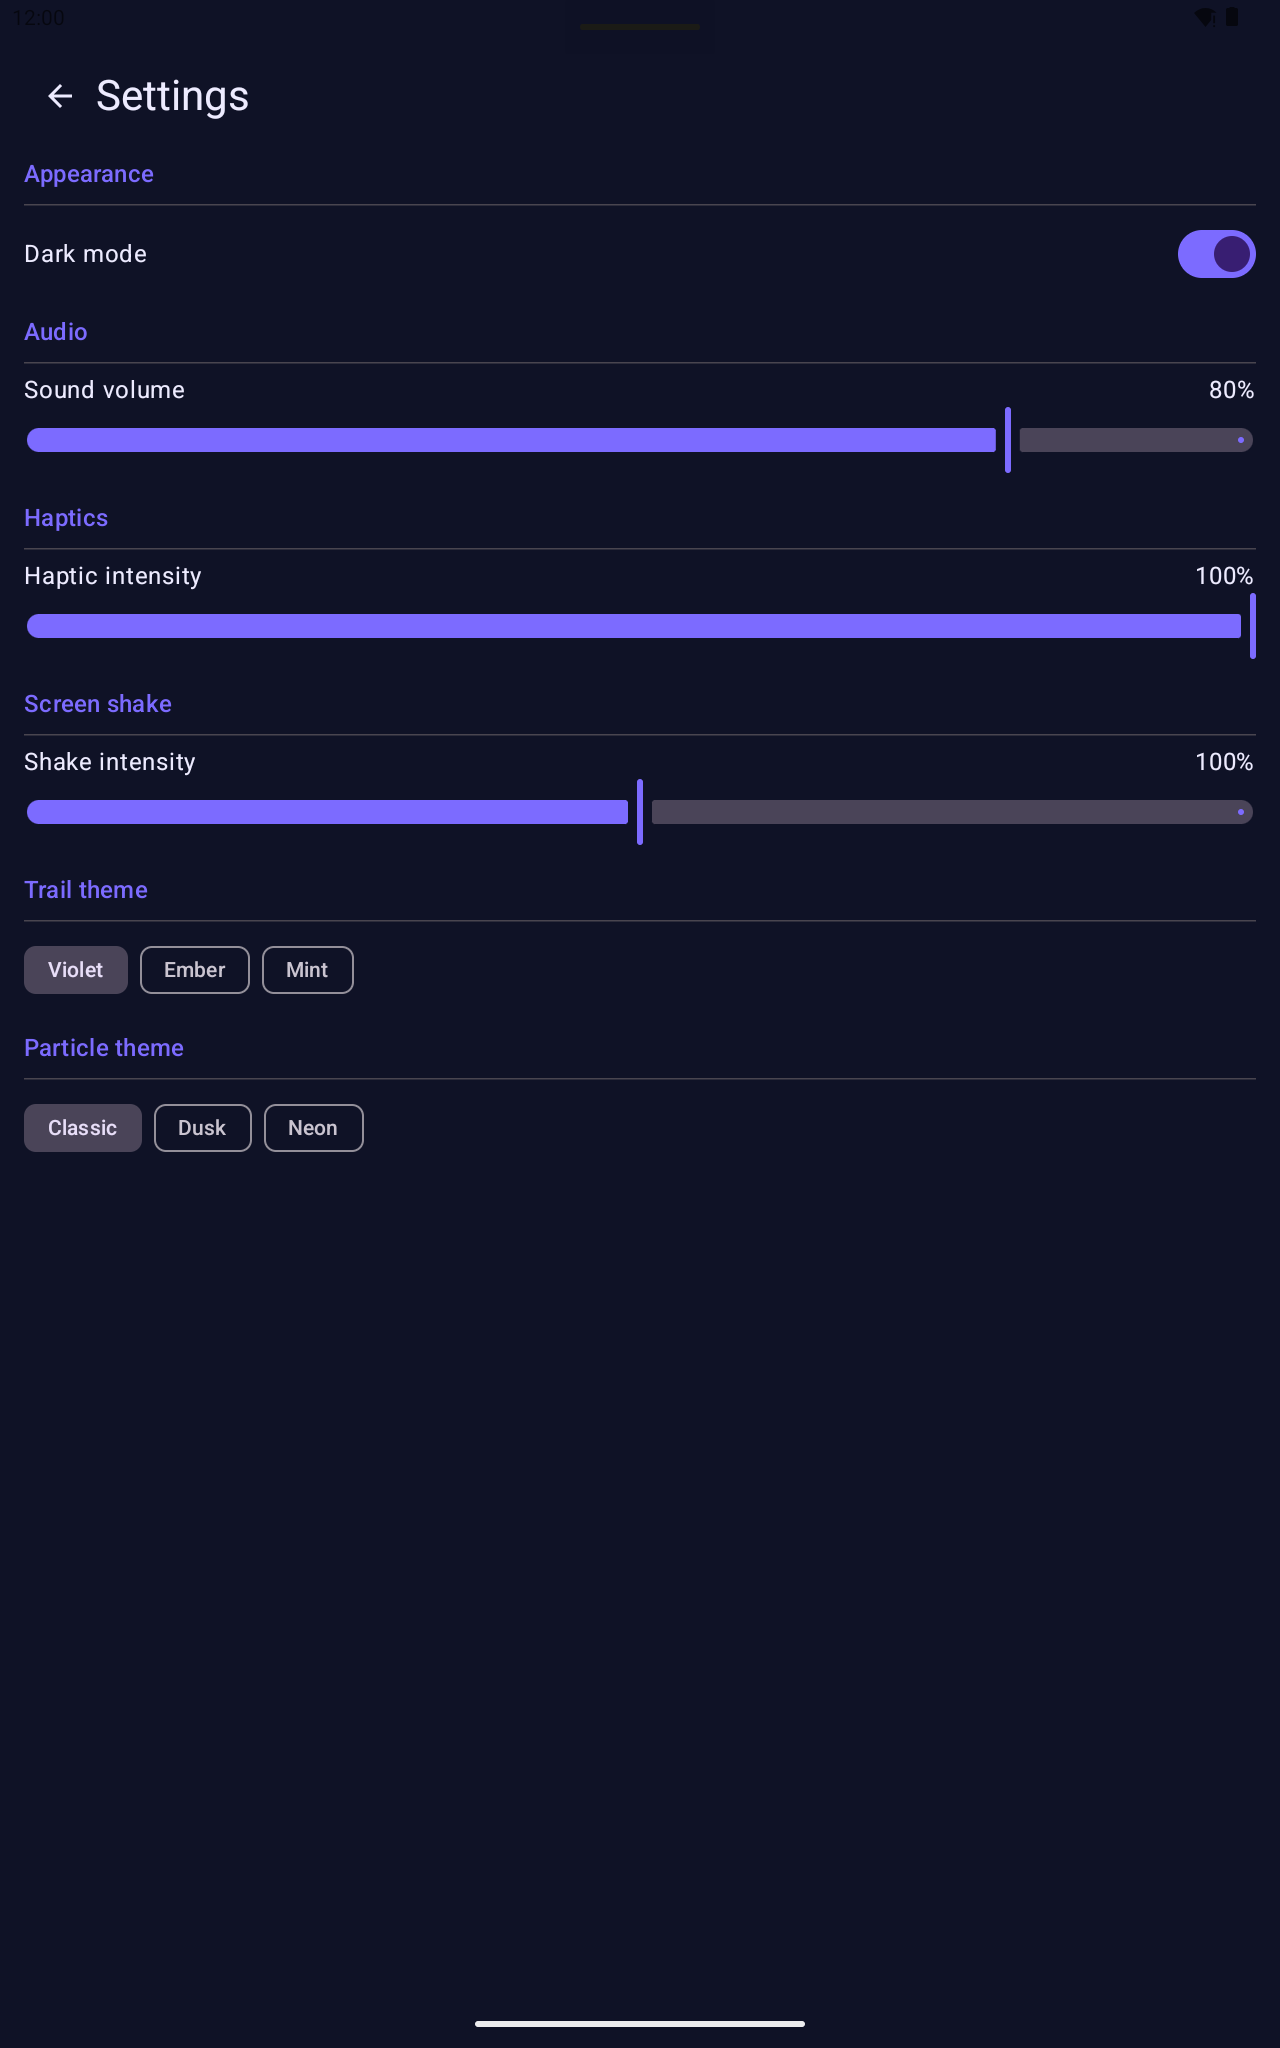 12:00
Settings
Appearance
Dark mode
Audio
Sound volume 80%
Haptics
Haptic intensity 100%
Screen shake
Shake intensity 100%
Trail theme
Violet Ember Mint
Particle theme
Classic Dusk Neon